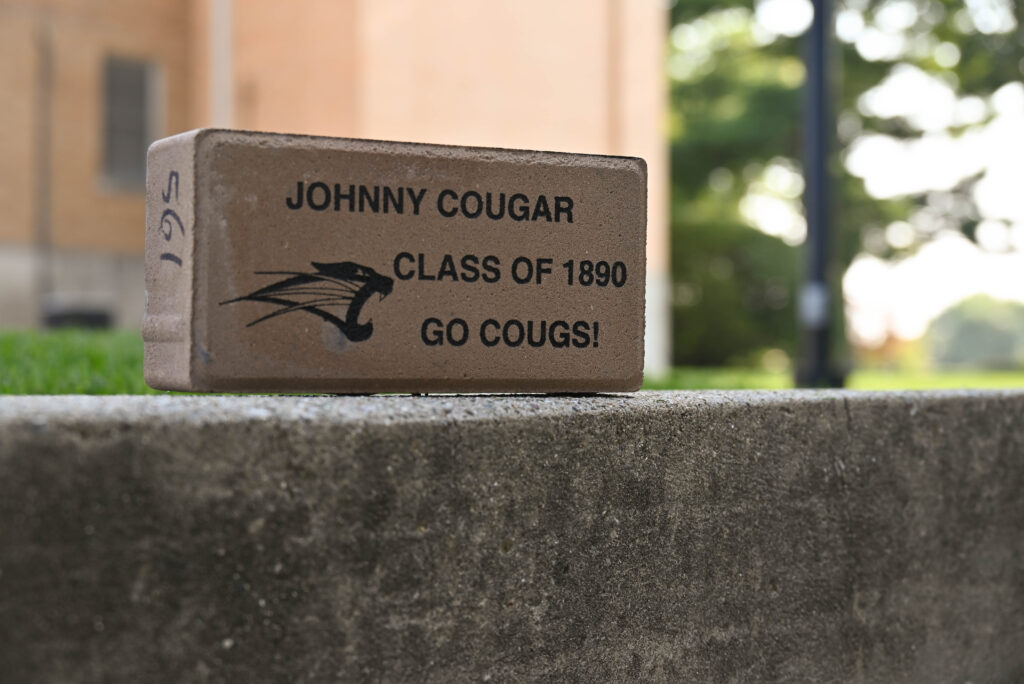 195
JOHNNY COUGAR
CLASS OF 1890
GO COUGS!